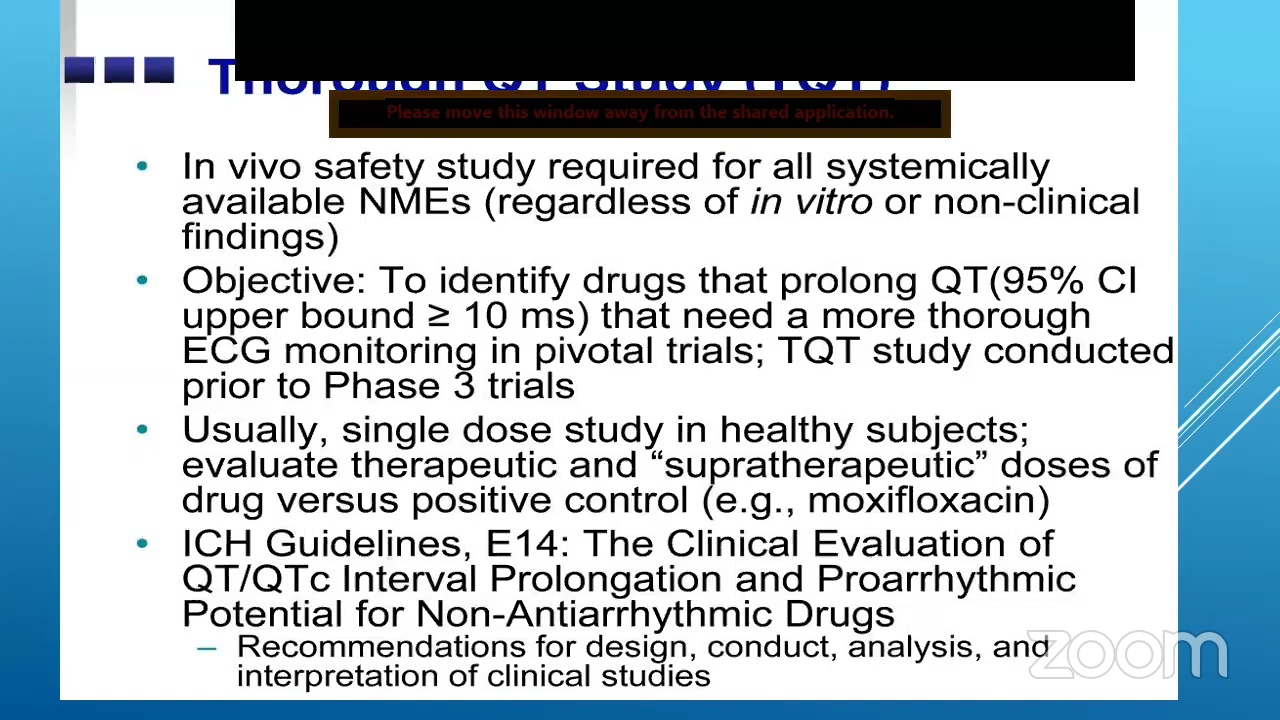 Thorough QT Study (TQT)
Please move this window away from the shared application.
• In vivo safety study required for all systemically
available NMEs (regardless of in vitro or non-clinical
findings)
• Objective: To identify drugs that prolong QT(95% CI
upper bound ≥ 10 ms) that need a more thorough
ECG monitoring in pivotal trials; TQT study conducted
prior to Phase 3 trials
• Usually, single dose study in healthy subjects;
evaluate therapeutic and “supratherapeutic” doses of
drug versus positive control (e.g., moxifloxacin)
• ICH Guidelines, E14: The Clinical Evaluation of
QT/QTc Interval Prolongation and Proarrhythmic
Potential for Non-Antiarrhythmic Drugs
– Recommendations for design, conduct, analysis, and
interpretation of clinical studies
zoom